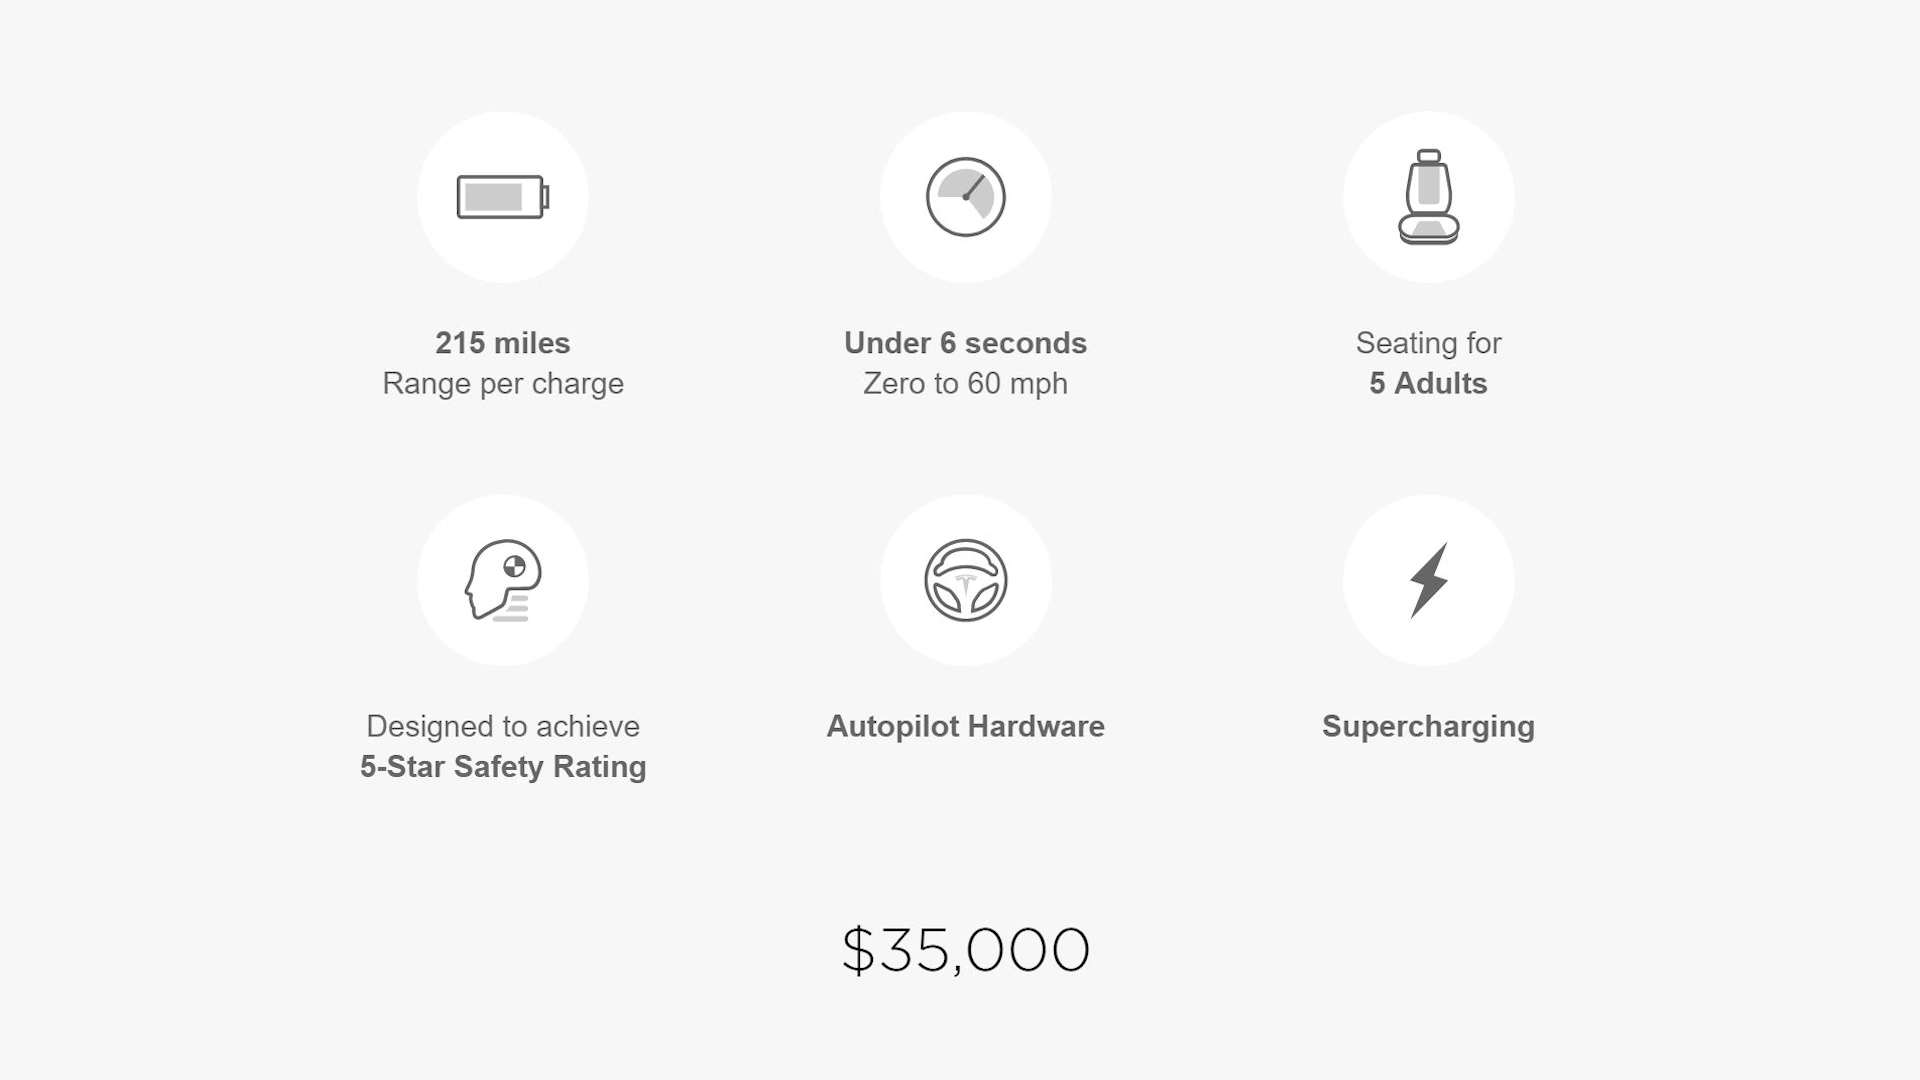 215 miles
Range per charge
Under 6 seconds
Zero to 60 mph
Seating for
5 Adults
Designed to achieve
5-Star Safety Rating
Autopilot Hardware
Supercharging
$35,000